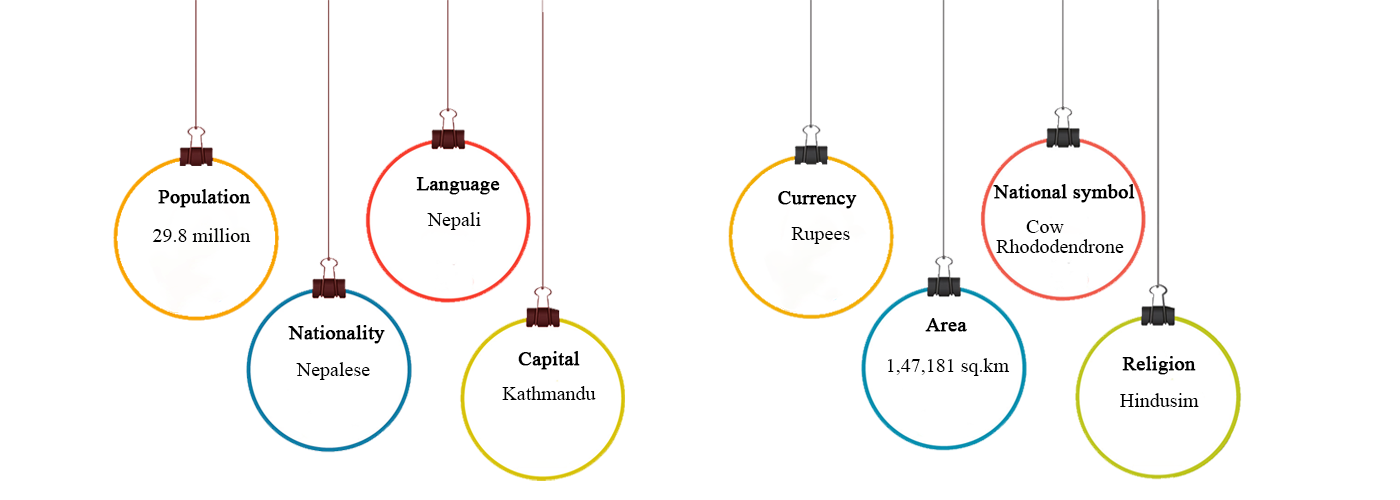 Population
29.8 million
Nationality
Nepalese
Language
Nepali
Capital
Kathmandu
Currency
Rupees
Area
1,47,181 sq.km
National symbol
Cow
Rhododendrone
Religion
Hindusim